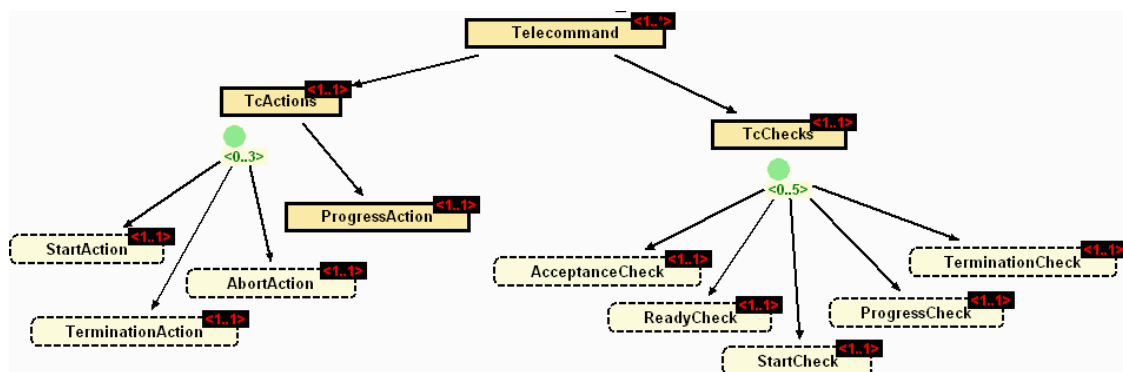 <1..*>
Telecommand
<1..1>
TcActions
<1..1>
TcChecks
<0..3>
<0..5>
<1..1>
ProgressAction
<1..1>
StartAction
<1..1>
AbortAction
<1..1>
TerminationAction
<1..1>
AcceptanceCheck
<1..1>
TerminationCheck
<1..1>
ReadyCheck
<1..1>
ProgressCheck
<1..1>
StartCheck